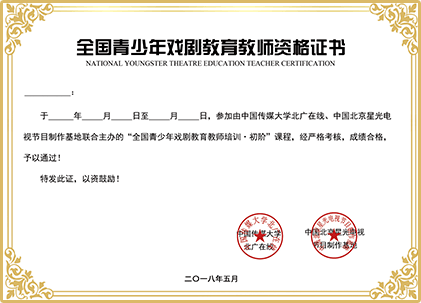 全国青少年戏剧教育教师资格证书
NATIONAL YOUNGSTER THEATRE EDUCATION TEACHER CERTIFICATION
___________:
于_____年_____月_____日至_____月_____日，参加由中国传媒大学北广在线、中国北京星光电
视节目制作基地联合主办的“全国青少年戏剧教育教师培训·初阶”课程，经严格考核，成绩合格，
予以通过！
特发此证，以资鼓励！
中国传媒大学
北广在线
中国北京星光电视
节目制作基地
二〇一八年五月